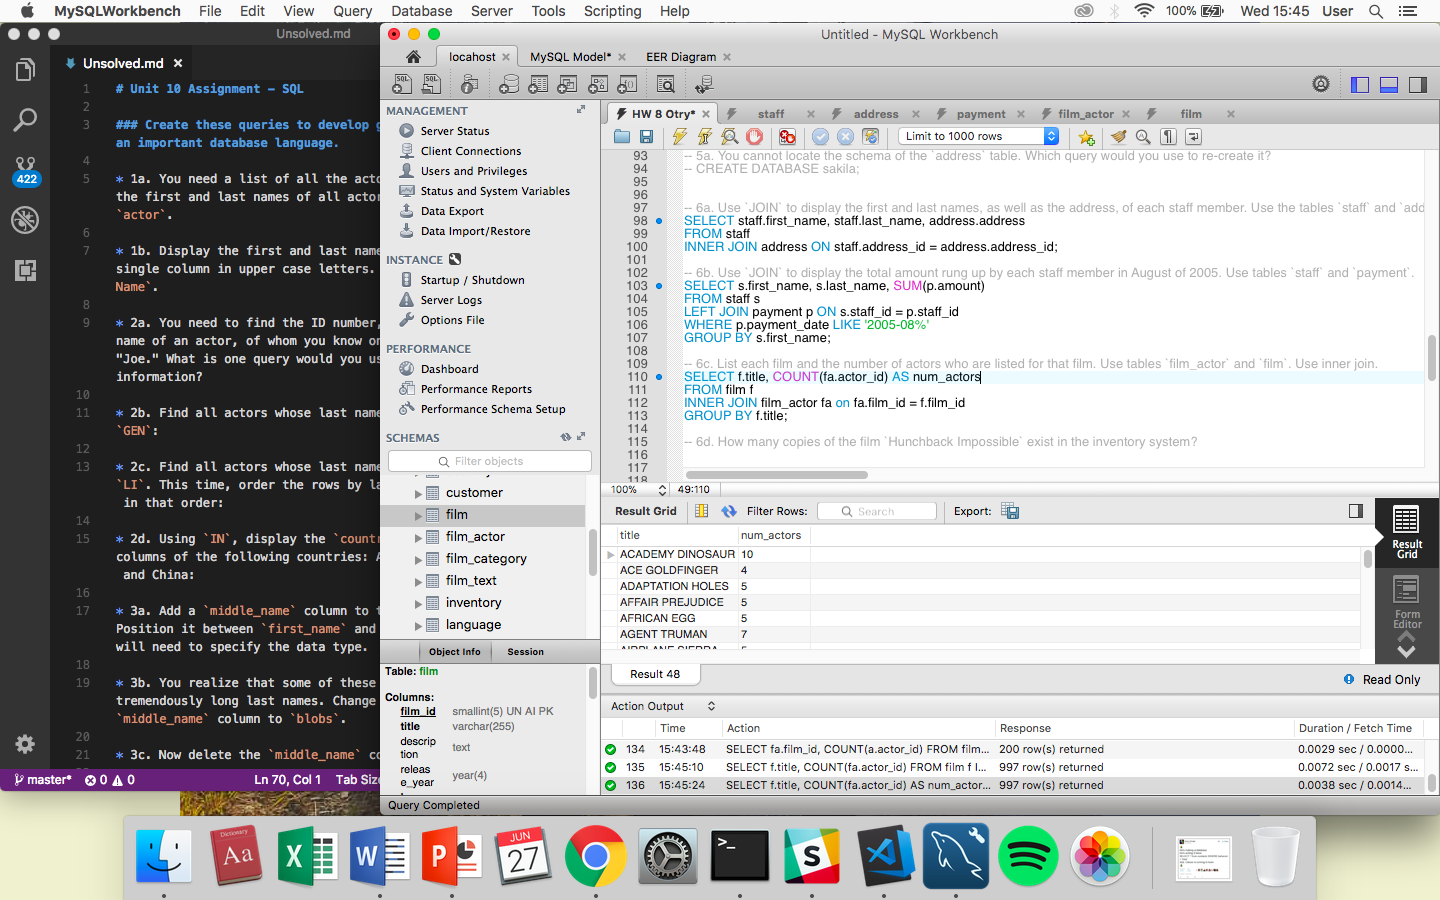 MySQLWorkbench File Edit View Query Database Server Tools Scripting Help 100% Wed 15:45 User
Unsolved.md
Unsolved.md ×
1 # Unit 10 Assignment - SQL
2
3 ### Create these queries to develop
an important database language.
4
5 * 1a. You need a list of all the
the first and last names of all actor
`actor`.
6
7 * 1b. Display the first and last name
single column in upper case letters.
Name`.
8
9 * 2a. You need to find the ID number,
name of an actor, of whom you know
"Joe." What is one query would you
information?
10
11 * 2b. Find all actors whose last name
`GEN`:
12
13 * 2c. Find all actors whose last name
`LI`. This time, order the rows by
in that order:
14
15 * 2d. Using `IN`, display the
columns of the following countries:
and China:
16
17 * 3a. Add a `middle_name` column to
Position it between `first_name` and
will need to specify the data type.
18
19 * 3b. You realize that some of these
tremendously long last names. Change
`middle_name` column to `blobs`.
20
21 * 3c. Now delete the `middle_name`
422
master* 0 0 Ln 70, Col 1 Tab
Untitled - MySQL Workbench
locahost MySQL Model* EER Diagram
MANAGEMENT
Server Status
Client Connections
Users and Privileges
Status and System Variables
Data Export
Data Import/Restore
INSTANCE
Startup / Shutdown
Server Logs
Options File
PERFORMANCE
Dashboard
Performance Reports
Performance Schema Setup
SCHEMAS
Filter objects
customer
film
film_actor
film_category
film_text
inventory
language
Object Info Session
Table: film
Columns:
film_id smallint(5) UN AI PK
title varchar(255)
descrip
tion text
releas
e_year year(4)
HW 8 Otry* staff address payment film_actor film
Limit to 1000 rows
93 -- 5a. You cannot locate the schema of the `address` table. Which query would you use to re-create it?
94 -- CREATE DATABASE sakila;
95
96
97 -- 6a. Use `JOIN` to display the first and last names, as well as the address, of each staff member. Use the tables `staff` and
98 SELECT staff.first_name, staff.last_name, address.address
99 FROM staff
100 INNER JOIN address ON staff.address_id = address.address_id;
101
102 -- 6b. Use `JOIN` to display the total amount rung up by each staff member in August of 2005. Use tables `staff` and `payment`.
103 SELECT s.first_name, s.last_name, SUM(p.amount)
104 FROM staff s
105 LEFT JOIN payment p ON s.staff_id = p.staff_id
106 WHERE p.payment_date LIKE '2005-08%'
107 GROUP BY s.first_name;
108
109 -- 6c. List each film and the number of actors who are listed for that film. Use tables `film_actor` and `film`. Use inner join.
110 SELECT f.title, COUNT(fa.actor_id) AS num_actors
111 FROM film f
112 INNER JOIN film_actor fa on fa.film_id = f.film_id
113 GROUP BY f.title;
114
115 -- 6d. How many copies of the film `Hunchback Impossible` exist in the inventory system?
116
117
118
100% 49:110
Result Grid Filter Rows: Search Export:
title num_actors
ACADEMY DINOSAUR 10
ACE GOLDFINGER 4
ADAPTATION HOLES 5
AFFAIR PREJUDICE 5
AFRICAN EGG 5
AGENT TRUMAN 7
AIRPLANE SIERRA 5
Result
Grid
Form
Editor
Result 48 Read Only
Action Output
Time Action Response Duration / Fetch Time
134 15:43:48 SELECT fa.film_id, COUNT(a.actor_id) FROM film... 200 row(s) returned 0.0029 sec / 0.0000...
135 15:45:10 SELECT f.title, COUNT(fa.actor_id) FROM film f I... 997 row(s) returned 0.0072 sec / 0.0017 s...
136 15:45:24 SELECT f.title, COUNT(fa.actor_id) AS num_actor... 997 row(s) returned 0.0038 sec / 0.0014...
Query Completed
Dictionary
Aa
X
W
P
JUN
27
>_
S